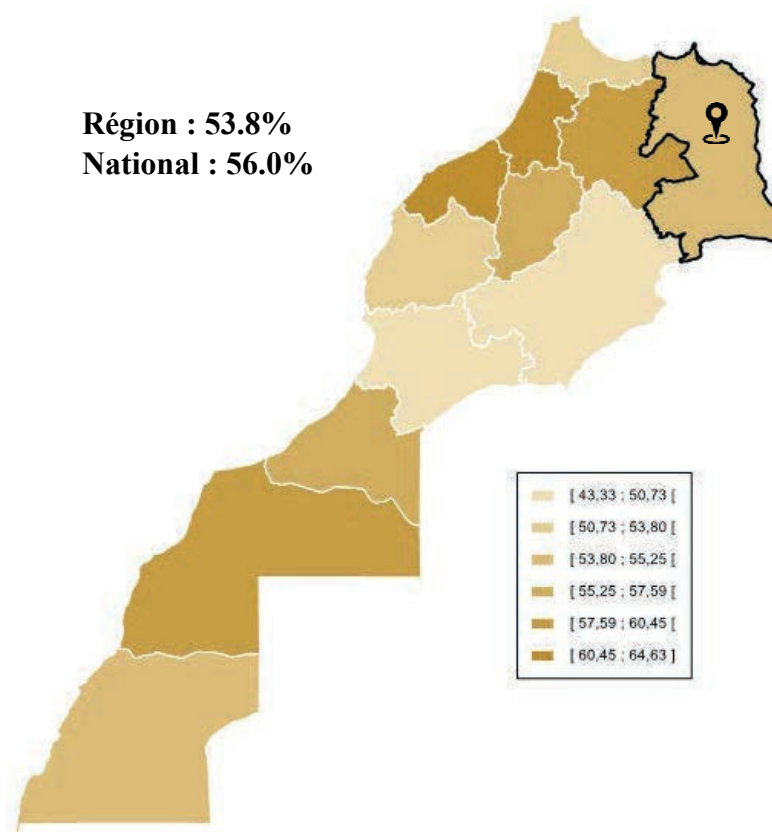 Région : 53.8%
National : 56.0%
[ 43,33 ; 50,73 [
[ 50,73 ; 53,80 [
[ 53,80 ; 55,25 [
[ 55,25 ; 57,59 [
[ 57,59 ; 60,45 [
[ 60,45 ; 64,63 ]